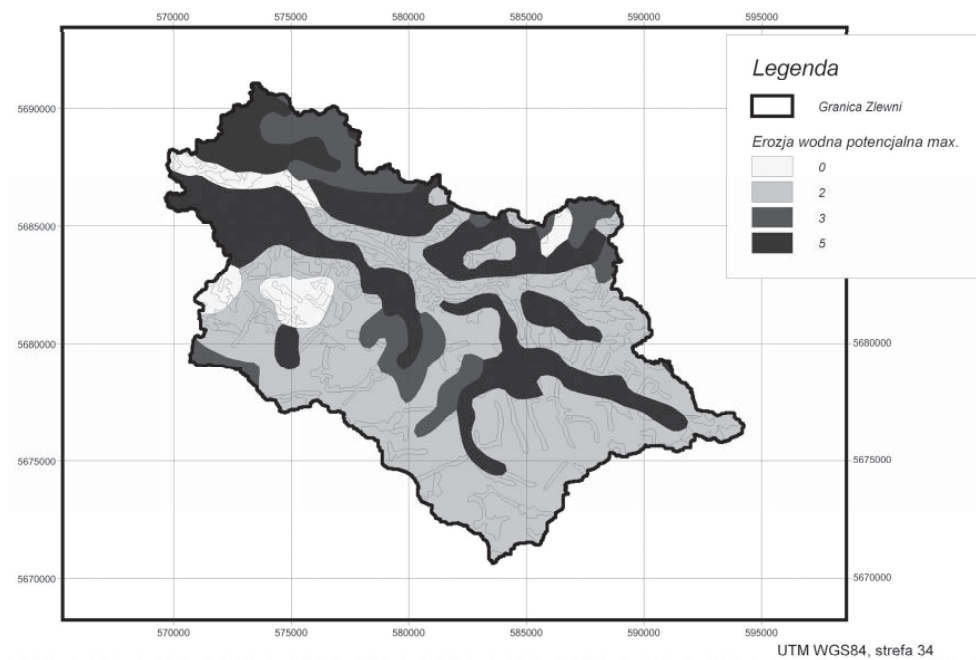 570000 575000 580000 585000 590000 595000
Legenda
Granica Zlewni
Erozja wodna potencjalna max.
0
2
3
5
5690000
5685000
5680000 5680000
5675000 5675000
5670000 5670000
570000 575000 580000 585000 590000 595000
UTM WGS84, strefa 34